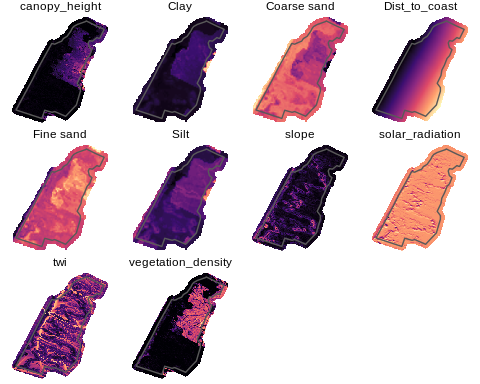 canopy_height
Clay
Coarse sand
Dist_to_coast
Fine sand
Silt
slope
solar_radiation
twi
vegetation_density